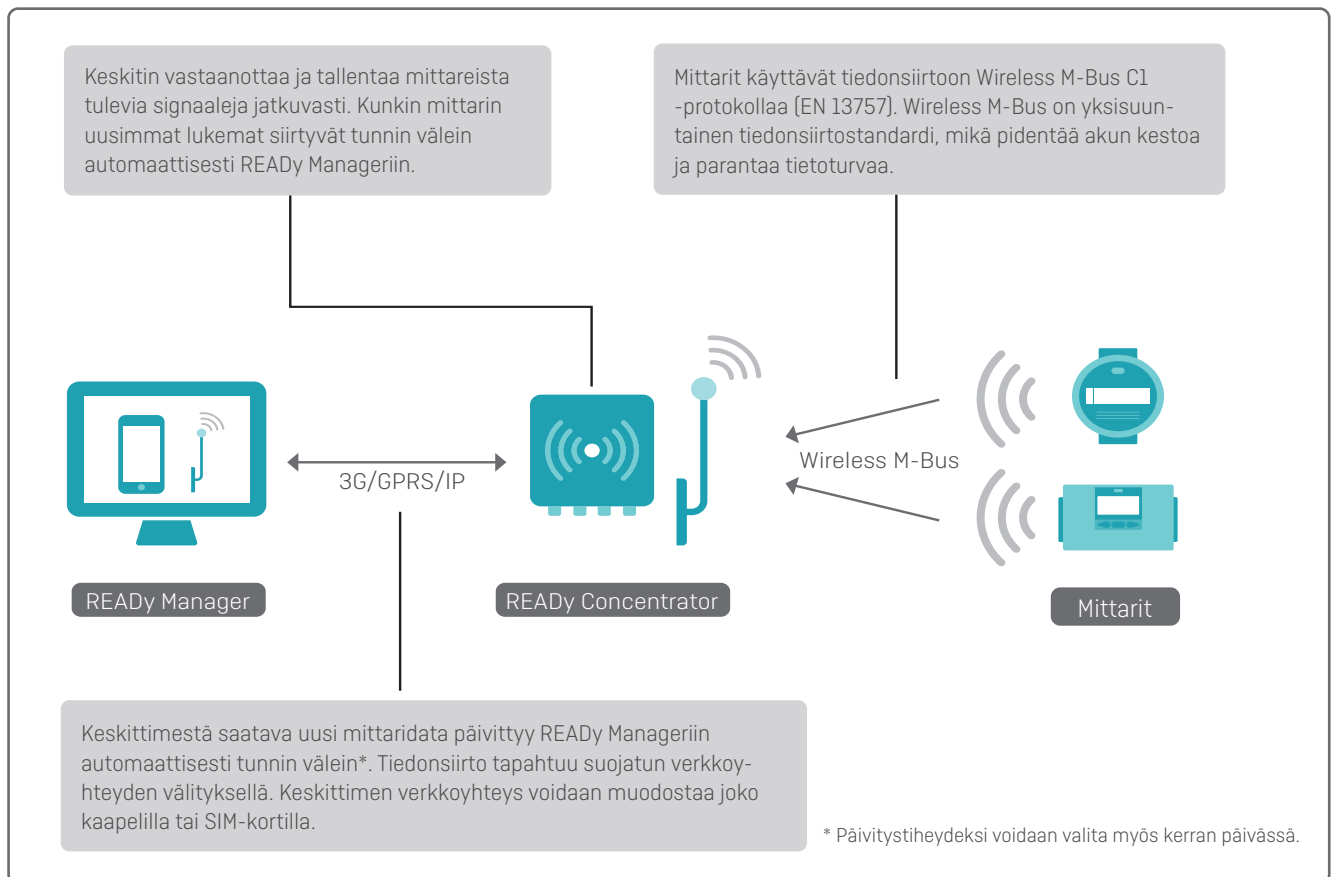 Keskitin vastaanottaa ja tallentaa mittareista
tulevia signaaleja jatkuvasti. Kunkin mittarin
uusimmat lukemat siirtyvät tunnin välein
automaattisesti READy Manageriin.
Mittarit käyttävät tiedonsiirtoon Wireless M-Bus C1
-protokollaa (EN 13757). Wireless M-Bus on yksisuun-
tainen tiedonsiirtostandardi, mikä pidentää akun kestoa
ja parantaa tietoturvaa.
3G/GPRS/IP
Wireless M-Bus
READy Manager
READy Concentrator
Mittarit
Keskittimestä saatava uusi mittaridata päivittyy READy Manageriin
automaattisesti tunnin välein*. Tiedonsiirto tapahtuu suojatun verkkoy-
hteyden välityksellä. Keskittimen verkkoyhteys voidaan muodostaa joko
kaapelilla tai SIM-kortilla.
* Päivitystiheydeksi voidaan valita myös kerran päivässä.